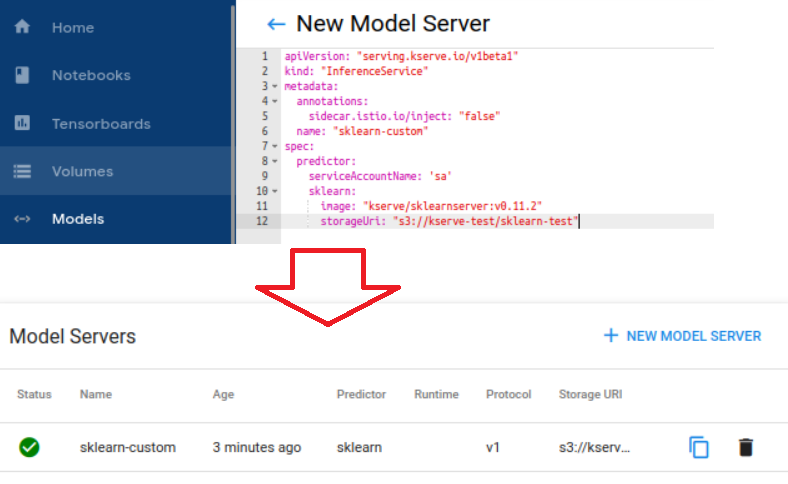 Home
Notebooks
Tensorboards
Volumes
Models
← New Model Server
1 apiVersion: "serving.kserve.io/v1beta1"
2 kind: "InferenceService"
3 metadata:
4 annotations:
5 sidecar.istio.io/inject: "false"
6 name: "sklearn-custom"
7 spec:
8 predictor:
9 serviceAccountName: 'sa'
10 sklearn:
11 image: "kserve/sklearnserver:v0.11.2"
12 storageUri: "s3://kserve-test/sklearn-test"
Model Servers
+ NEW MODEL SERVER
Status Name Age Predictor Runtime Protocol Storage URI
sklearn-custom 3 minutes ago sklearn v1 s3://kserv...